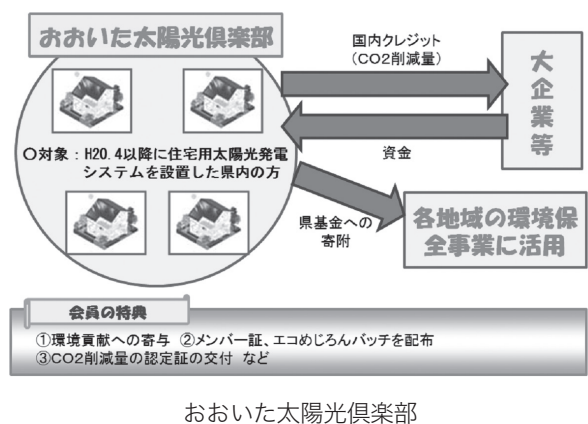 おおいた太陽光倶楽部
国内クレジット
(CO2削減量)
大企業等
〇対象：H20.4以降に住宅用太陽光発電
システムを設置した県内の方
資金
県基金への
寄附
各地域の環境保
全事業に活用
会員の特典
①環境貢献への寄与 ②メンバー証、エコめじろんバッチを配布
③CO2削減量の認定証の交付 など
おおいた太陽光倶楽部